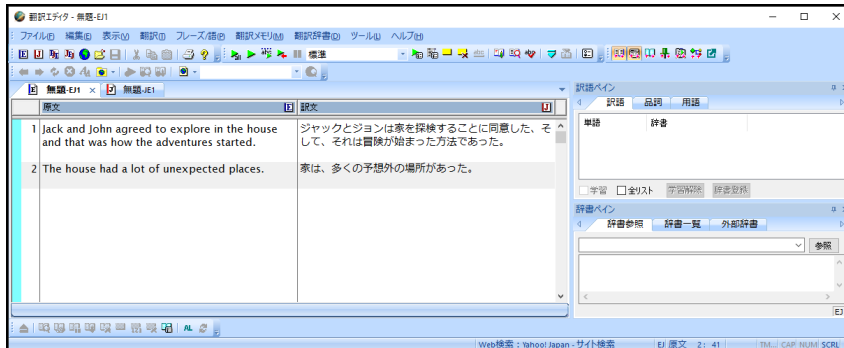 翻訳エディタ - 無題-EJ1
ファイル(F) 編集(E) 表示(V) 翻訳(T) フレーズ/語(P) 翻訳メモリ(M) 翻訳辞書(D) ツール(U) ヘルプ(H)
標準
無題-EJ1 × 無題-JE1
原文 E 訳文 J
1 Jack and John agreed to explore in the house ジャックとジョンは家を探検することに同意した、そ
and that was how the adventures started. して、それは冒険が始まった方法であった。
2 The house had a lot of unexpected places. 家は、多くの予想外の場所があった。
訳語ペイン
訳語 品詞 用語
単語 辞書
学習 全リスト 学習解除 辞書登録
辞書ペイン
辞書参照 辞書一覧 外部辞書
参照
EJ
AL
Web検索：Yahoo! Japan - サイト検索 EJ 原文 2: 41 TM... CAP NUM SCRL